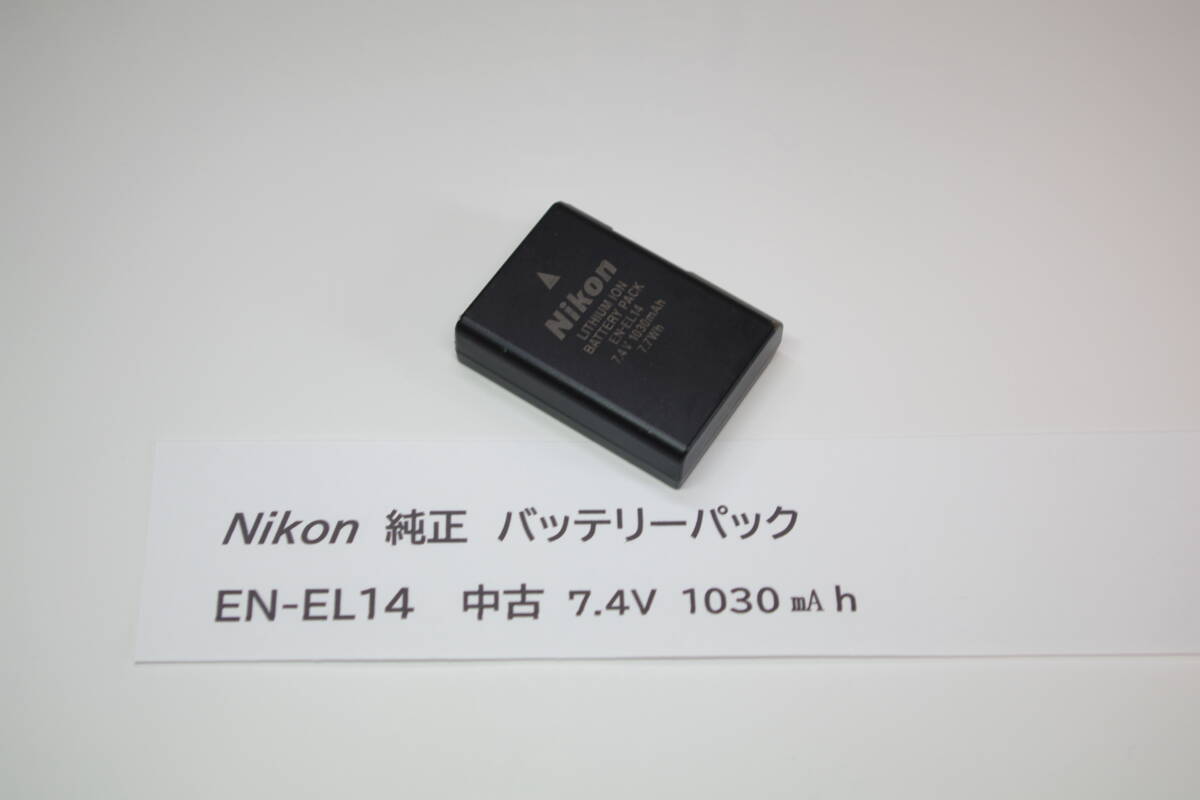 Nikon
LITHIUM ION
BATTERY PACK
EN-EL14
7.4V 1030mAh
7.7Wh
Nikon 純正 バッテリーパック
EN-EL14 中古 7.4V 1030㎃h